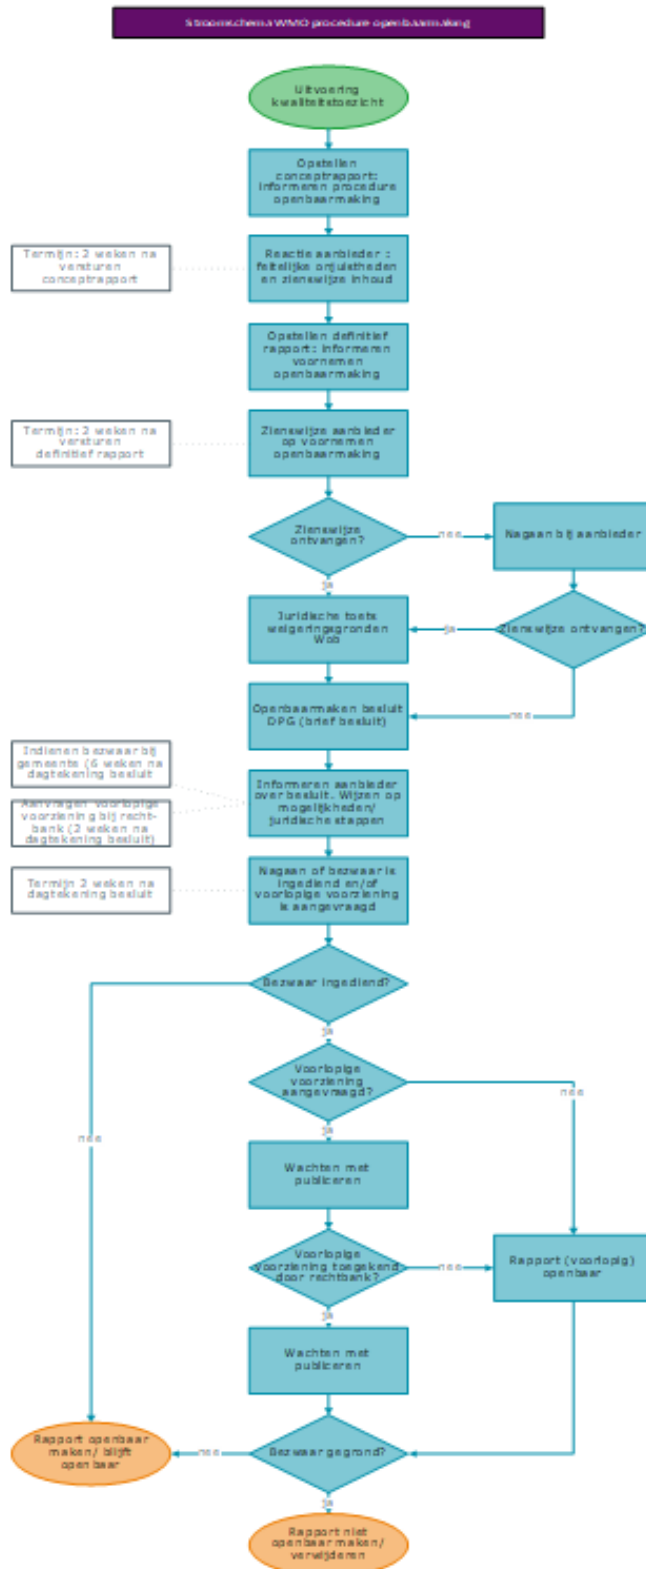 Stroomschema WMO procedure openbaarmaking
Uitvoering
kwaliteitstoezicht
Opstellen
conceptrapport:
informeren procedure
openbaarmaking
Termijn: 2 weken na
versturen
conceptrapport
Reactie aanbieder :
feitelijke onjuistheden
en zienswijze inhoud
Opstellen definitief
rapport: informeren
voornemen
openbaarmaking
Termijn: 2 weken na
versturen
definitief rapport
Zienswijze aanbieder
op voornemen
openbaarmaking
Zienswijze
ontvangen?
nee
Nagaan bij aanbieder
ja
Juridische toets
weigeringsgronden
Wob
ja
Zienswijze ontvangen?
Openbaarmaken besluit
DPG (brief besluit)
nee
Indienen bezwaar bij
gemeente (6 weken na
dagtekening besluit
Aanvragen voorlopige
voorziening bij recht-
bank (2 weken na
dagtekening besluit)
Informeren aanbieder
over besluit. Wijzen op
mogelijkheden/
juridische stappen
Termijn 2 weken na
dagtekening besluit
Nagaan of bezwaar is
ingediend en/of
voorlopige voorziening
is aangevraagd
Bezwaar ingediend?
ja
nee
Voorlopige
voorziening
aangevraagd?
nee
ja
Wachten met
publiceren
Voorlopige
voorziening toegekend
door rechtbank?
nee
Rapport (voorlopig)
openbaar
ja
Wachten met
publiceren
Rapport openbaar
maken/ blijft
openbaar
nee
Bezwaar gegrond?
ja
Rapport niet
openbaar maken/
verwijderen